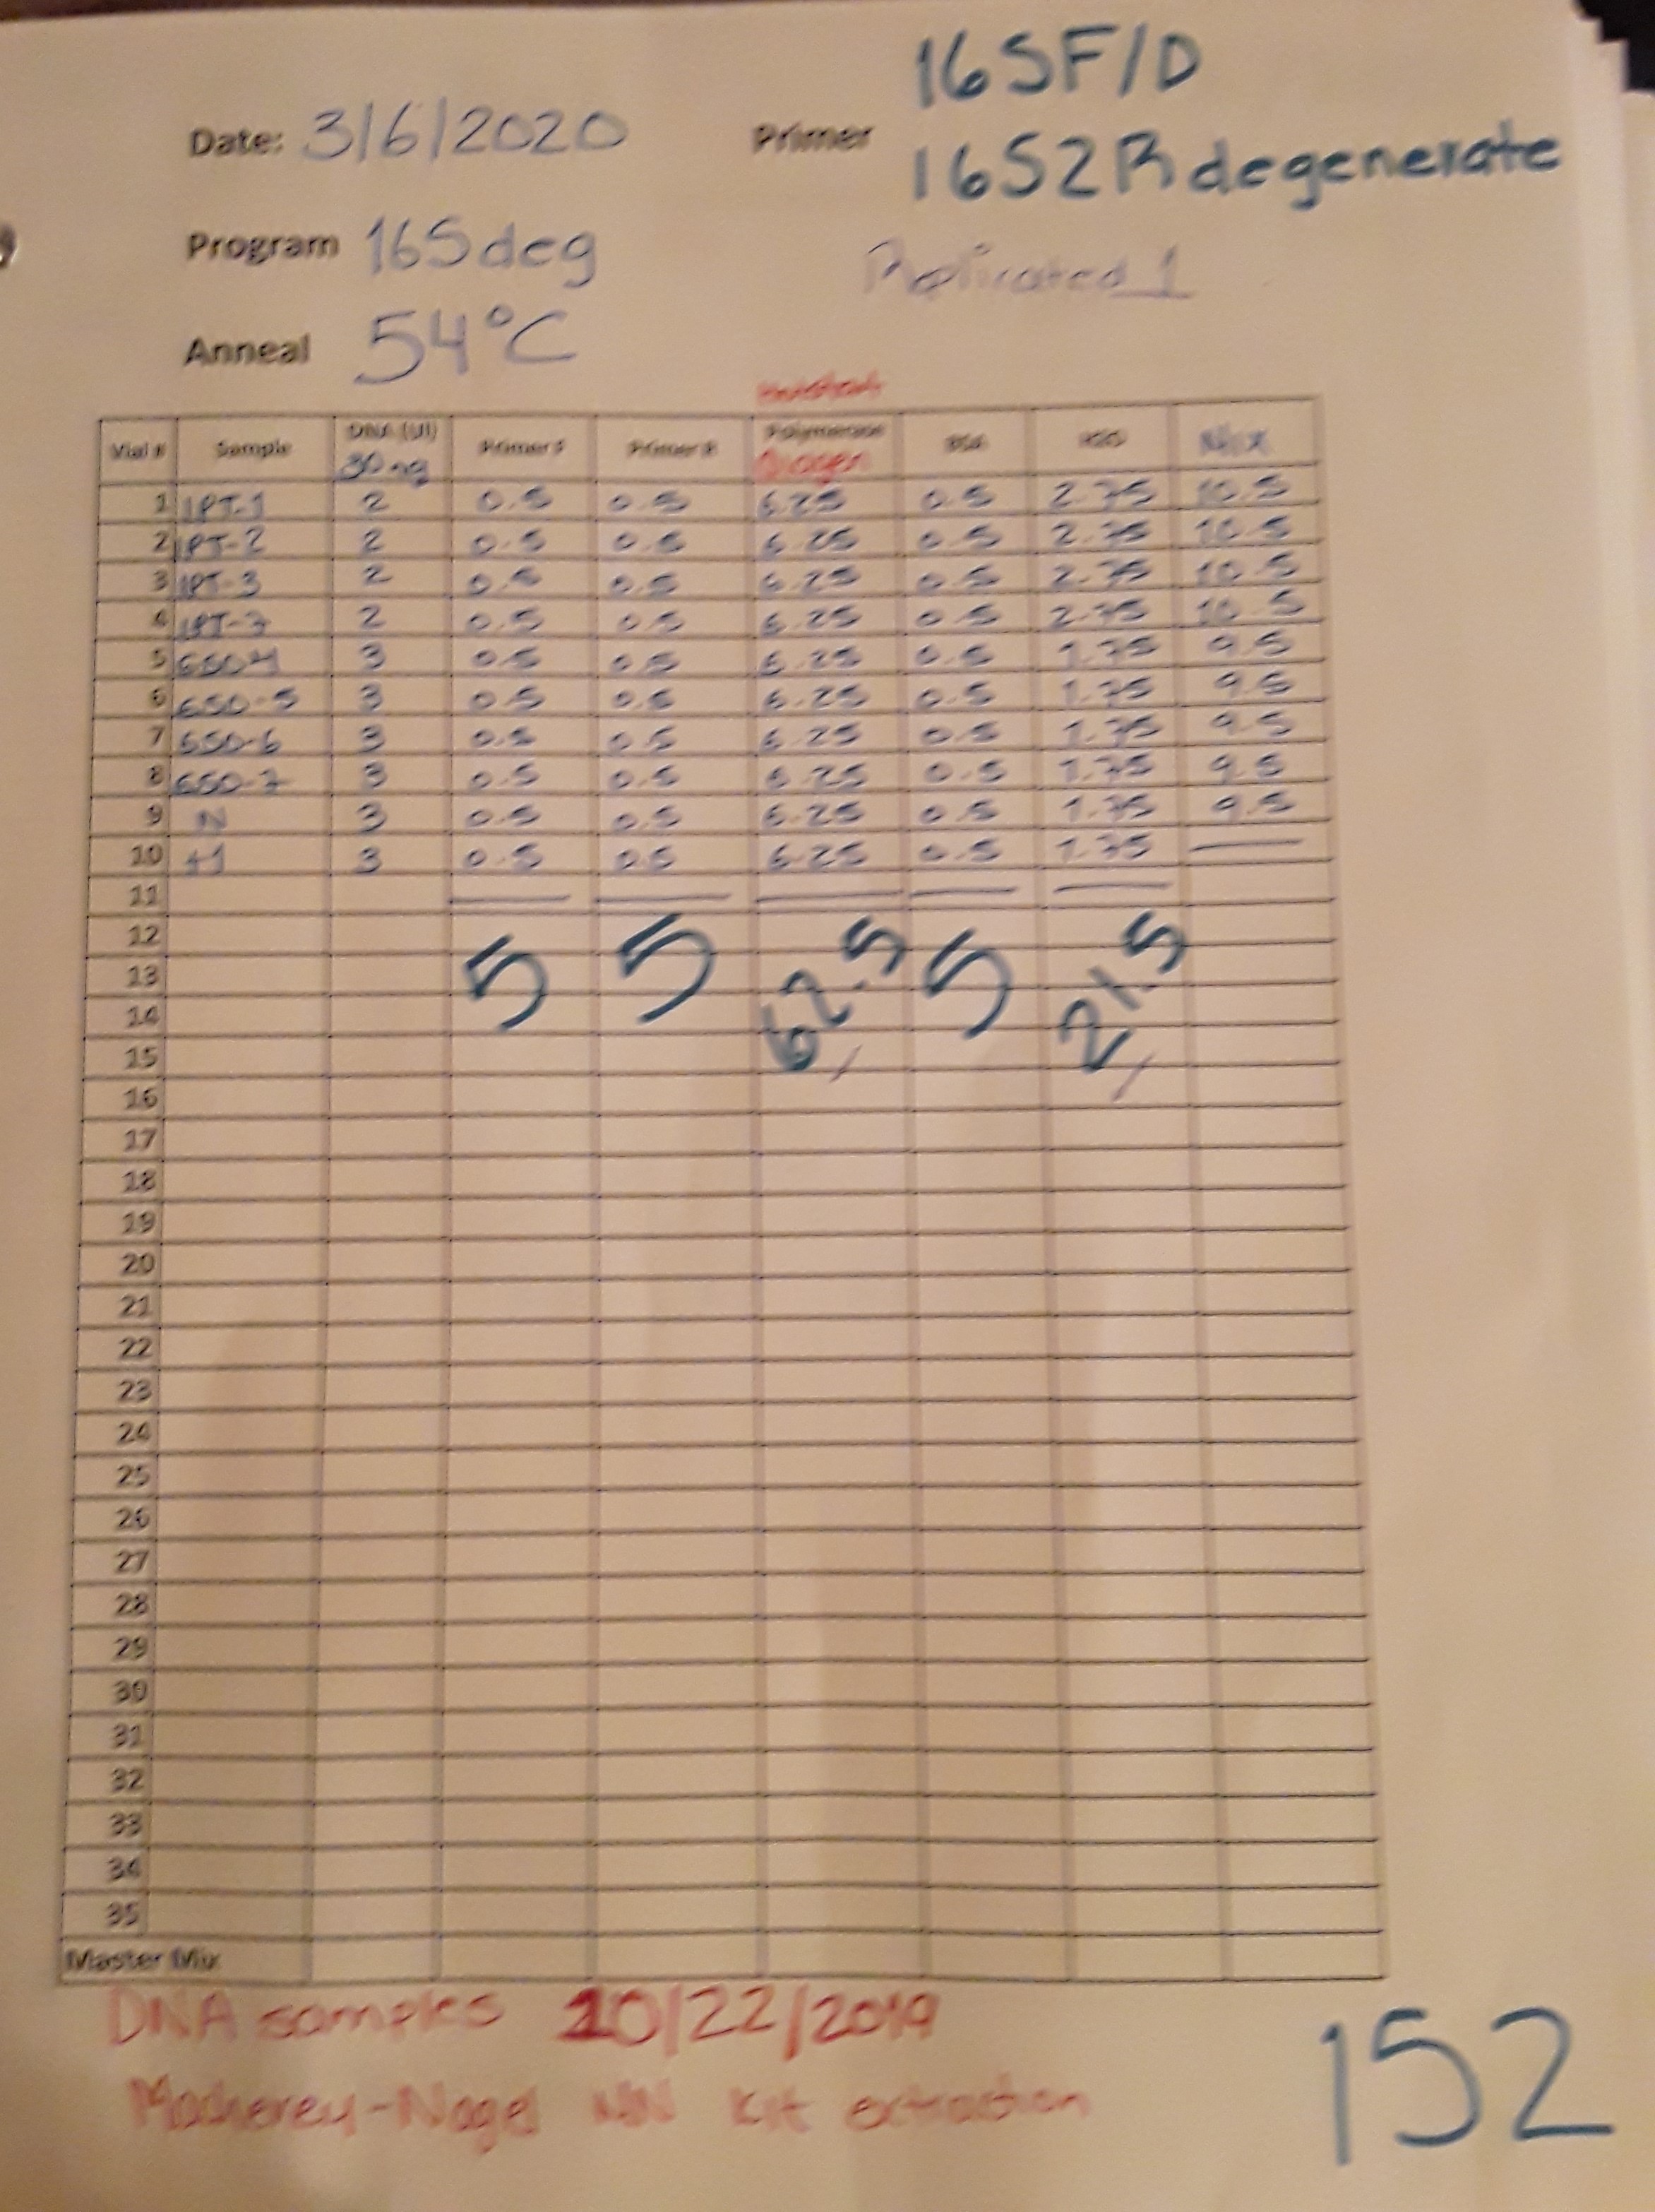 16SF/D
Date: 3/6/2020 Primer
16S2R degenerate
Program 16Sdeg
Replicated 1
Anneal 54°C
Vial # Sample DNA (Ul) Primer F Primer R Polymerase BSA H2O Mix
30 ng Qiagen
1 1PT-1 2 0.5 0.5 6.25 0.5 2.75 10.5
2 1PT-2 2 0.5 0.5 6.25 0.5 2.75 10.5
3 1PT-3 2 0.5 0.5 6.25 0.5 2.75 10.5
4 1PT-7 2 0.5 0.5 6.25 0.5 2.75 10.5
5 650-4 3 0.5 0.5 6.25 0.5 1.75 9.5
6 650-5 3 0.5 0.5 6.25 0.5 1.75 9.5
7 650-6 3 0.5 0.5 6.25 0.5 1.75 9.5
8 650-7 3 0.5 0.5 6.25 0.5 1.75 9.5
9 N 3 0.5 0.5 6.25 0.5 1.75 9.5
10 +1 3 0.5 0.5 6.25 0.5 1.75
11
12
13 5 5 62.5 5 21.5
14
15
16
17
18
19
20
21
22
23
24
25
26
27
28
29
30
31
32
33
34
35
Master Mix
DNA samples 10/22/2019
Macherey-Nagel MN Kit extraction
152